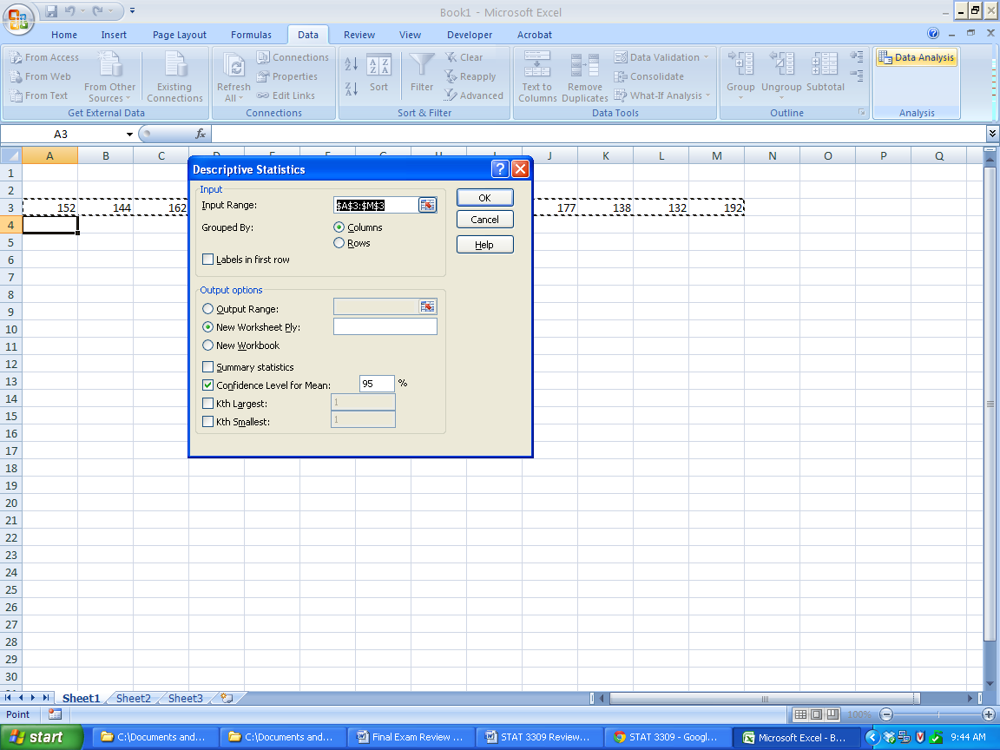 Book1 - Microsoft Excel
Home Insert Page Layout Formulas Data Review View Developer Acrobat
From Access
From Web
From Text
From Other Sources
Existing Connections
Get External Data
Refresh All
Connections
Properties
Edit Links
Connections
Sort
Filter
Clear
Reapply
Advanced
Sort & Filter
Text to Columns
Remove Duplicates
Data Validation
Consolidate
What-If Analysis
Data Tools
Group
Ungroup
Subtotal
Outline
Data Analysis
Analysis
A3 fx
A B C J K L M N O P Q
1
2
3 152 144 162 177 138 132 192
4
5
6
7
8
9
10
11
12
13
14
15
16
17
18
19
20
21
22
23
24
25
26
27
28
29
30
Descriptive Statistics ?
Input
Input Range: $A$3:$M$3
Grouped By: Columns
Rows
Labels in first row
OK
Cancel
Help
Output options
Output Range:
New Worksheet Ply:
New Workbook
Summary statistics
Confidence Level for Mean: 95 %
Kth Largest: 1
Kth Smallest: 1
Sheet1 Sheet2 Sheet3
Point 100%
start C:\Documents and... C:\Documents and... Final Exam Review ... STAT 3309 Review... STAT 3309 - Googl... Microsoft Excel - B... 9:44 AM